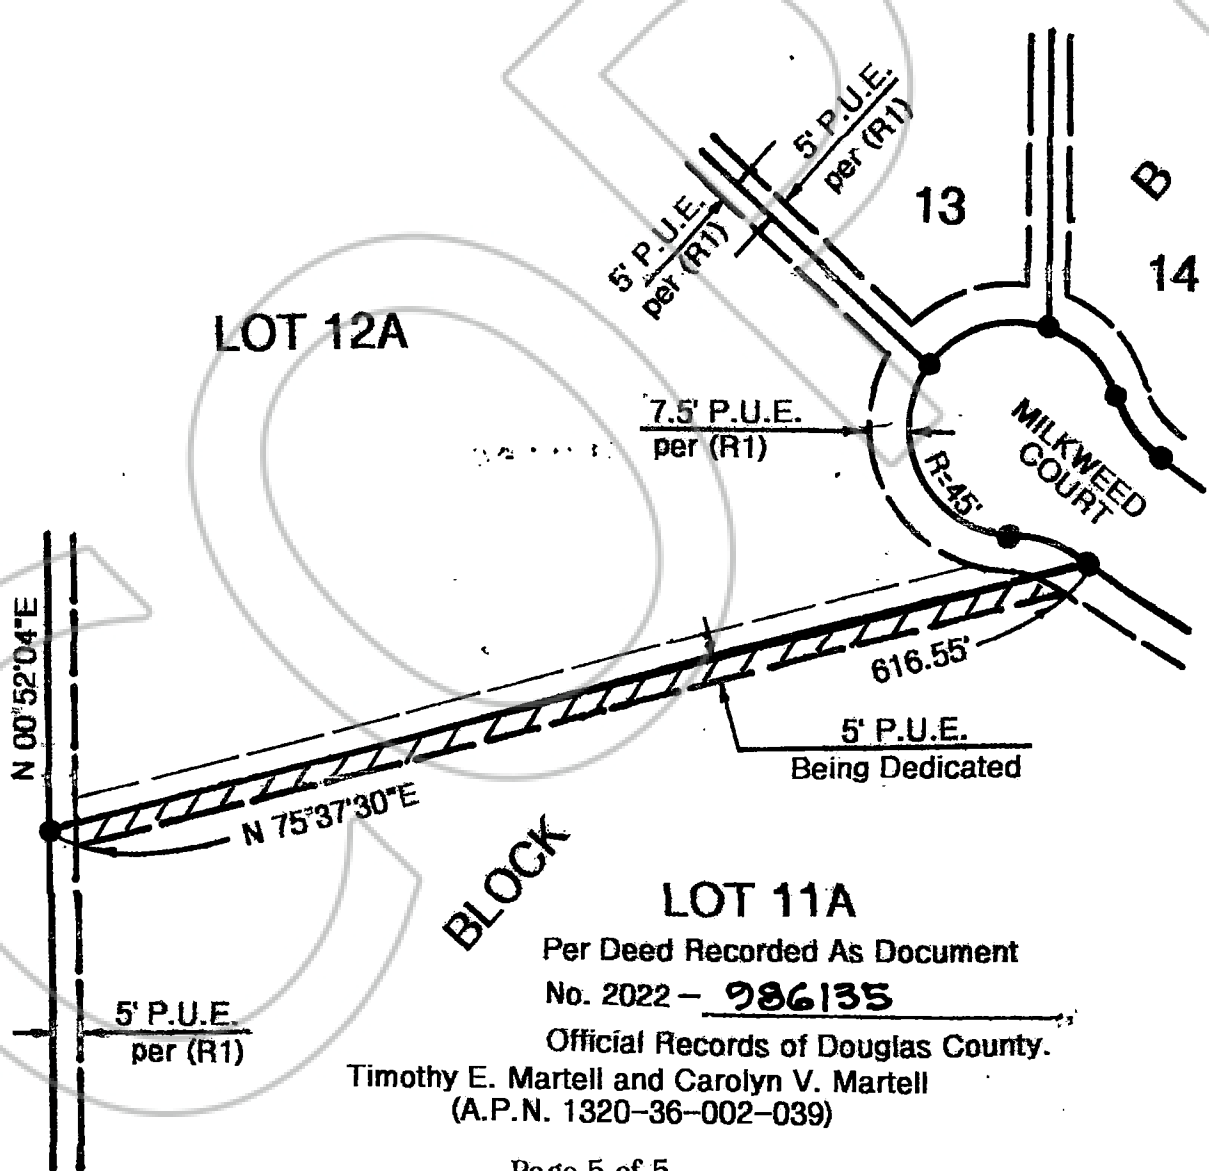 5' P.U.E.
per (R1)
5' P.U.E.
per (R1)
13
B
14
LOT 12A
7.5' P.U.E.
per (R1)
MILKWEED
COURT
R=45'
N 00°52'04"E
616.55'
5' P.U.E.
Being Dedicated
N 75°37'30"E
BLOCK
LOT 11A
Per Deed Recorded As Document
No. 2022 – 986135
Official Records of Douglas County.
5' P.U.E.
per (R1)
Timothy E. Martell and Carolyn V. Martell
(A.P.N. 1320-36-002-039)
Page 5 of 5